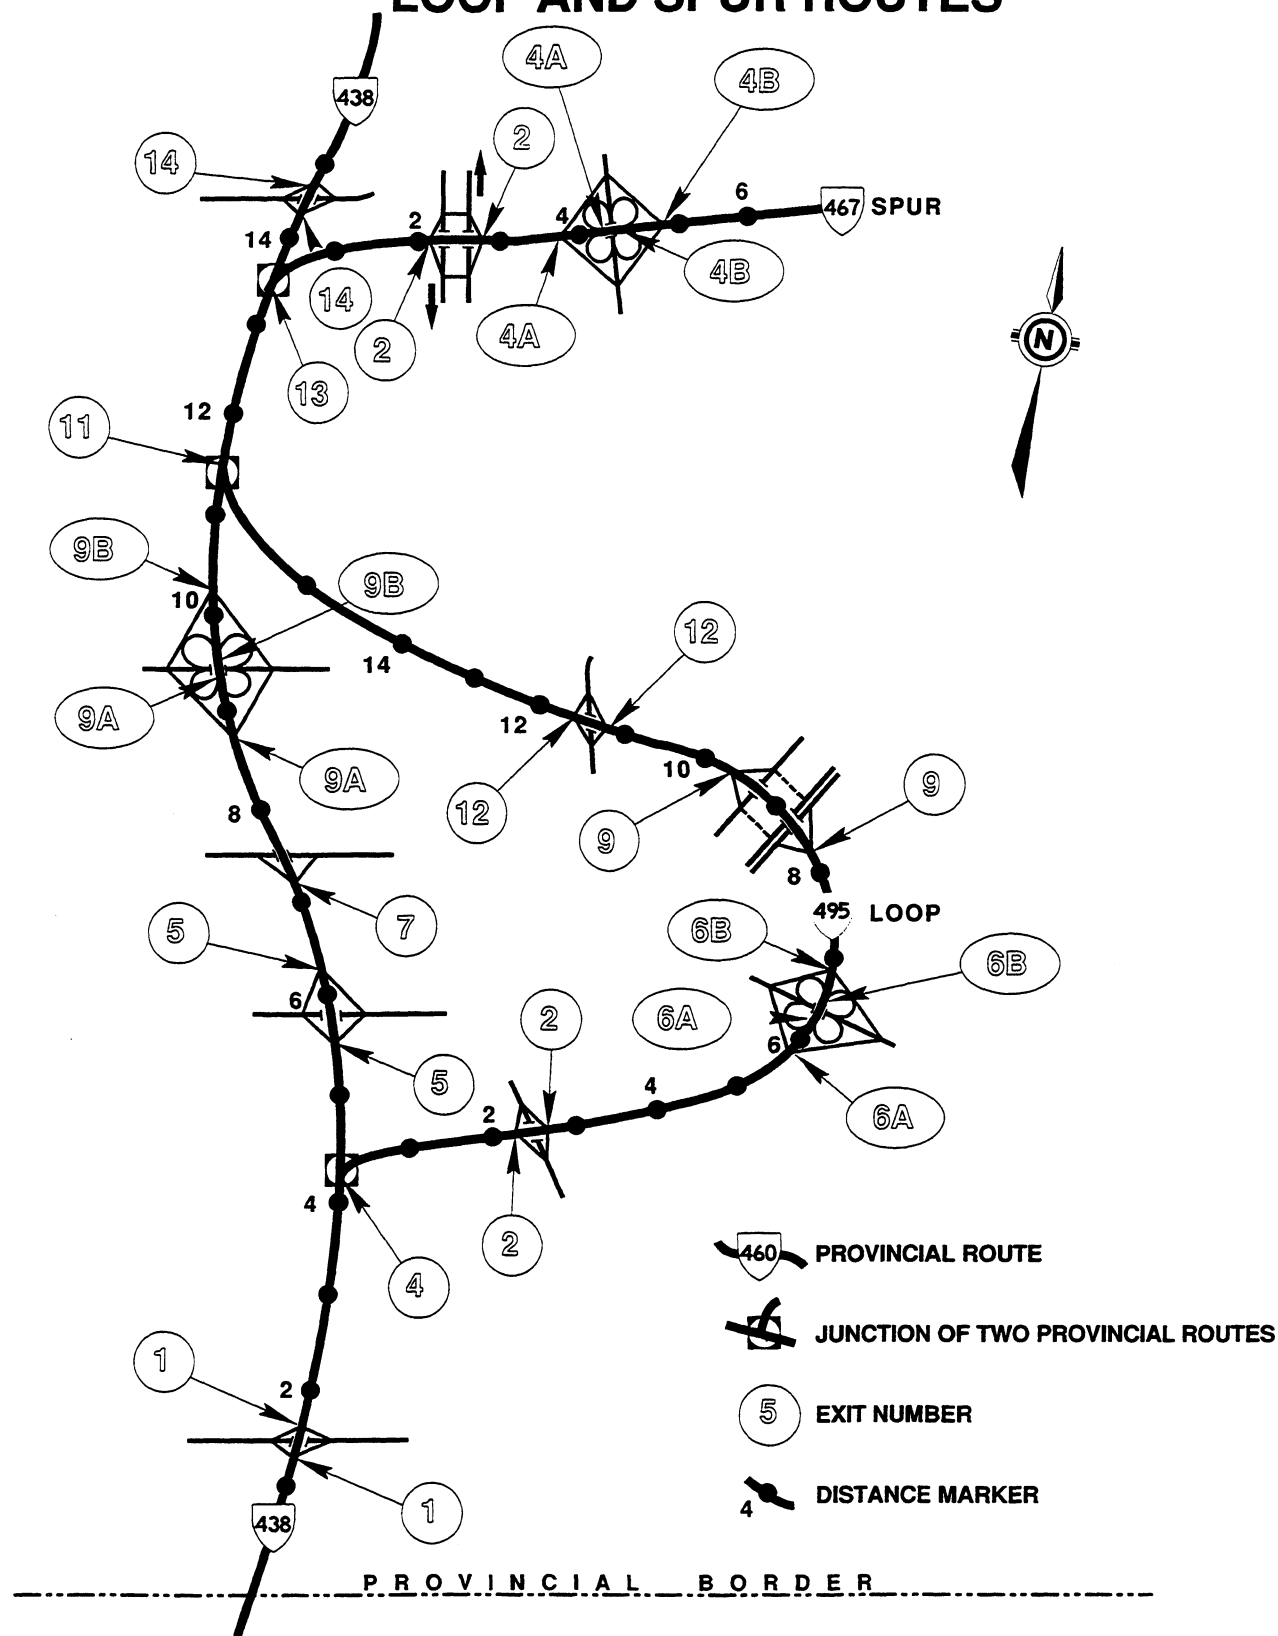 LOOP AND SPUR ROUTES
4A
4B
438
2
14
6
2
4
467 SPUR
14
4B
14
4A
2
13
12
11
9B
10
9B
12
14
9A
12
10
9A
9
12
8
9
8
495 LOOP
7
5
6B
6B
6
2
6A
6
5
4
2
6A
4
2
PROVINCIAL ROUTE
460
4
JUNCTION OF TWO PROVINCIAL ROUTES
1
2
5 EXIT NUMBER
DISTANCE MARKER
4
1
438
PROVINCIAL BORDER
N